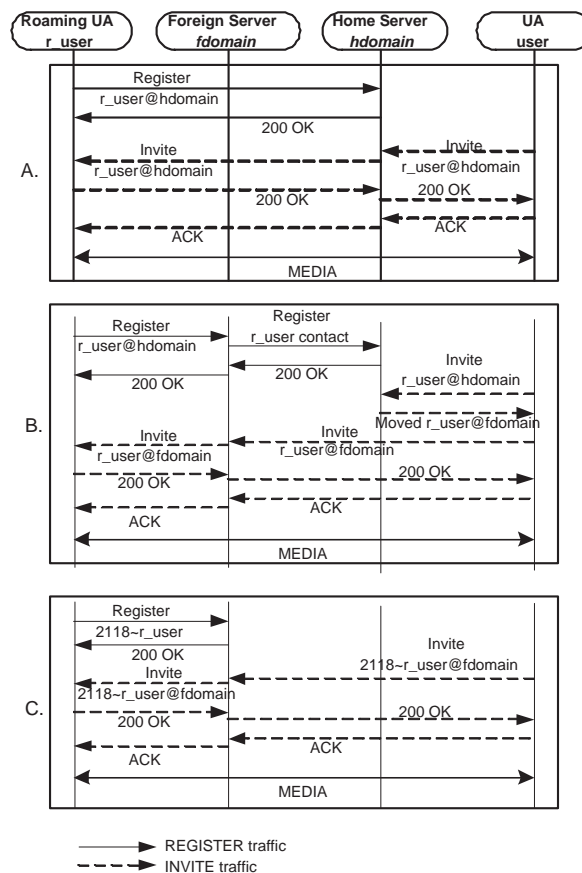 Roaming UA
r_user
Foreign Server
fdomain
Home Server
hdomain
UA
user
A.
Register
r_user@hdomain
200 OK
Invite
r_user@hdomain
Invite
r_user@hdomain
200 OK
200 OK
ACK
ACK
MEDIA
B.
Register
r_user@hdomain
Register
r_user contact
200 OK
200 OK
Invite
r_user@hdomain
Moved r_user@fdomain
Invite
r_user@fdomain
Invite
r_user@fdomain
200 OK
200 OK
ACK
ACK
MEDIA
C.
Register
2118~r_user
200 OK
Invite
2118~r_user@fdomain
Invite
2118~r_user@fdomain
200 OK
200 OK
ACK
ACK
MEDIA
REGISTER traffic
INVITE traffic